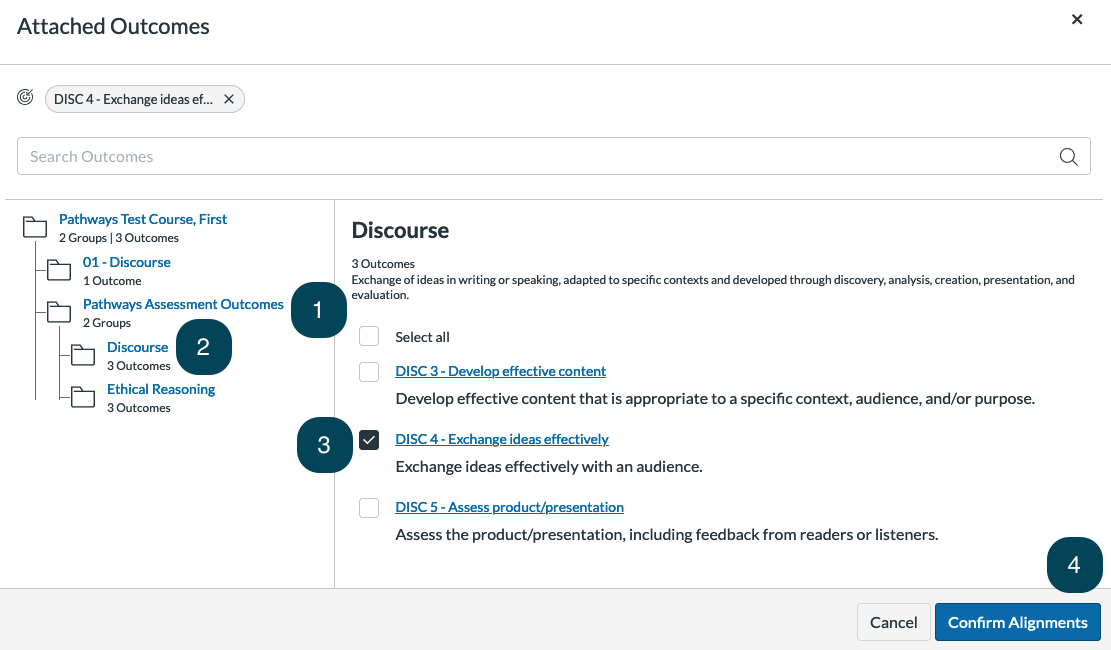 Attached Outcomes
DISC 4 - Exchange ideas ef...
Search Outcomes
Pathways Test Course, First
2 Groups | 3 Outcomes
01 - Discourse
1 Outcome
Pathways Assessment Outcomes
2 Groups
1
Discourse
3 Outcomes
2
Ethical Reasoning
3 Outcomes
Discourse
3 Outcomes
Exchange of ideas in writing or speaking, adapted to specific contexts and developed through discovery, analysis, creation, presentation, and
evaluation.
Select all
DISC 3 - Develop effective content
Develop effective content that is appropriate to a specific context, audience, and/or purpose.
3
DISC 4 - Exchange ideas effectively
Exchange ideas effectively with an audience.
DISC 5 - Assess product/presentation
Assess the product/presentation, including feedback from readers or listeners.
4
Cancel
Confirm Alignments